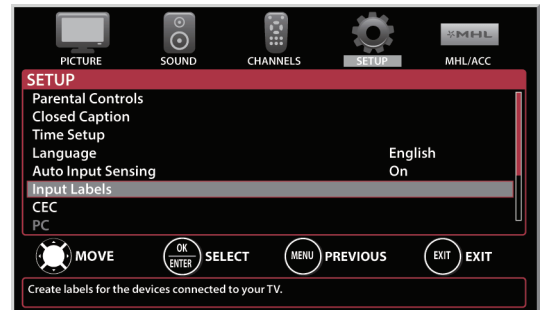 MHL
PICTURE SOUND CHANNELS SETUP MHL/ACC
SETUP
Parental Controls
Closed Caption
Time Setup
Language English
Auto Input Sensing On
Input Labels
CEC
PC
MOVE OK ENTER SELECT MENU PREVIOUS EXIT EXIT
Create labels for the devices connected to your TV.